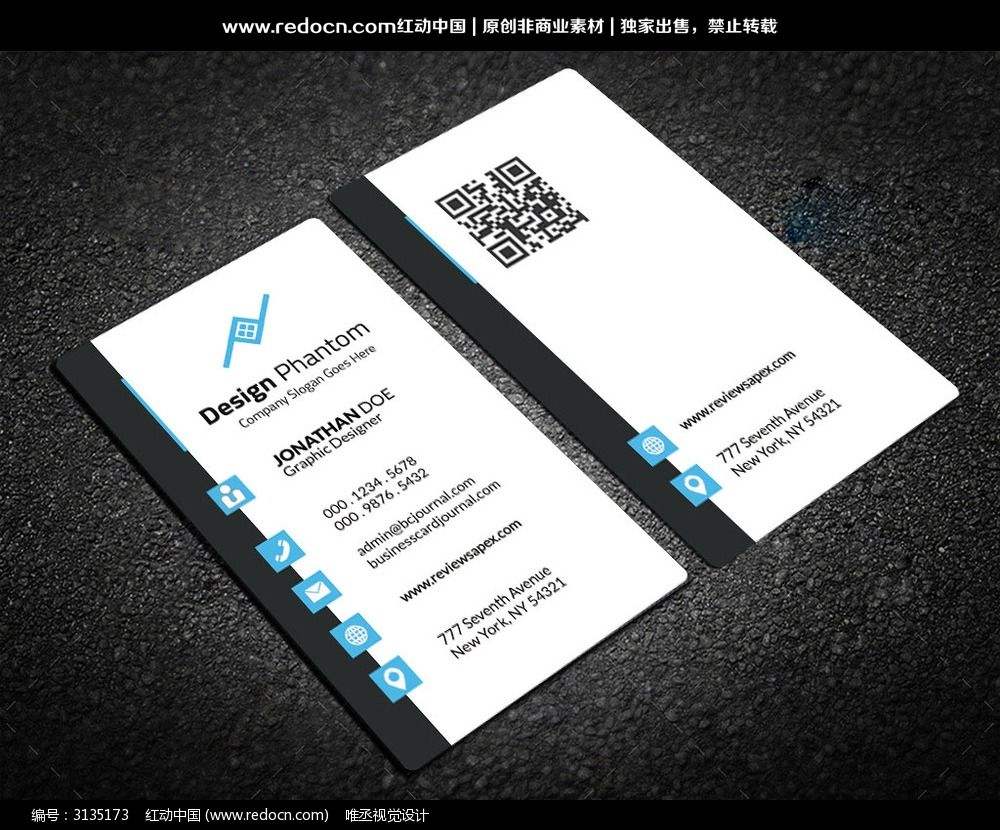 www.redocn.com红动中国 | 原创非商业素材 | 独家出售，禁止转载
Design Phantom
Company Slogan Goes Here
JONATHAN DOE
Graphic Designer
000 . 1234 . 5678
000 . 9876 . 5432
admin@bcjournal.com
businesscardjournal.com
www.reviewsapex.com
777 Seventh Avenue
New York, NY 54321
www.reviewsapex.com
777 Seventh Avenue
New York, NY 54321
编号：3135173 红动中国 (www.redocn.com) 唯丞视觉设计